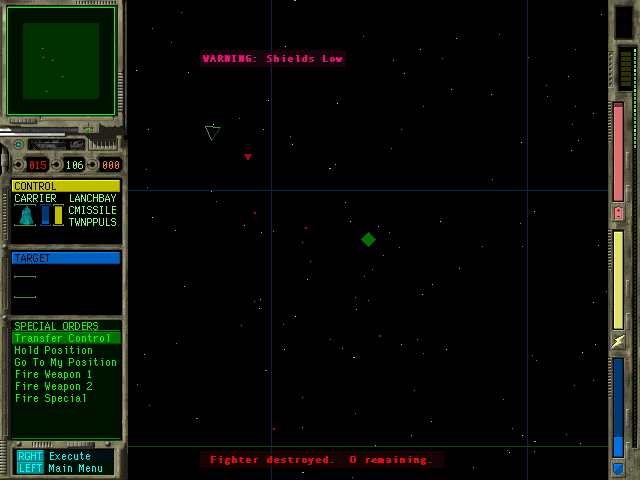 WARNING: Shields Low
015 106 000
CONTROL
CARRIER LANCHBAY
CMISSILE
TWNPPULS
TARGET
SPECIAL ORDERS
Transfer Control
Hold Position
Go To My Position
Fire Weapon 1
Fire Weapon 2
Fire Special
RGHT Execute
LEFT Main Menu
Fighter destroyed. 0 remaining.